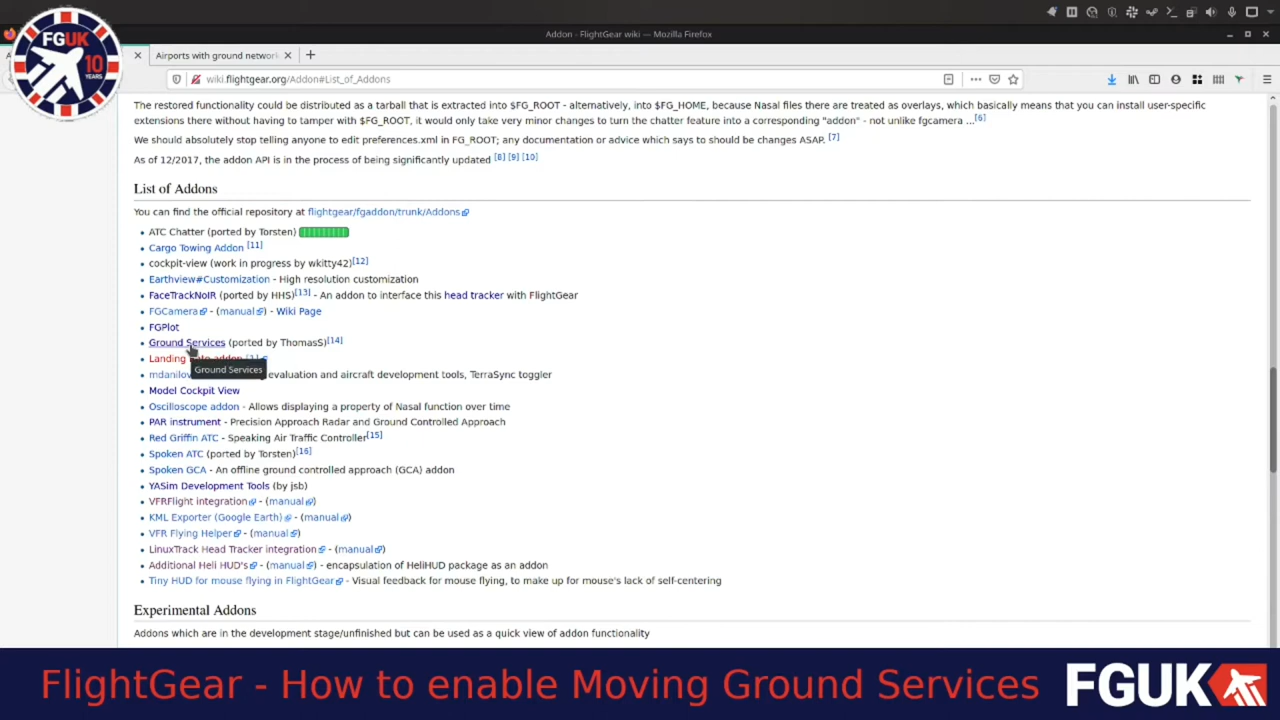 Addon - FlightGear wiki — Mozilla Firefox
FGUK
10
YEARS
Airports with ground networ
wiki.flightgear.org/Addon#List_of_Addons
The restored functionality could be distributed as a tarball that is extracted into $FG_ROOT - alternatively, into $FG_HOME, because Nasal files there are treated as overlays, which basically means that you can install user-specific
extensions there without having to tamper with $FG_ROOT, it would only take very minor changes to turn the chatter feature into a corresponding "addon" - not unlike fgcamera ...[6]
We should absolutely stop telling anyone to edit preferences.xml in FG_ROOT; any documentation or advice which says to should be changes ASAP. [7]
As of 12/2017, the addon API is in the process of being significantly updated [8] [9] [10]
List of Addons
You can find the official repository at flightgear/fgaddon/trunk/Addons
• ATC Chatter (ported by Torsten)
• Cargo Towing Addon [11]
• cockpit-view (work in progress by wkitty42)[12]
• Earthview#Customization - High resolution customization
• FaceTrackNoIR (ported by HHS)[13] - An addon to interface this head tracker with FlightGear
• FGCamera - (manual) - Wiki Page
• FGPlot
• Ground Services (ported by ThomasS)[14]
• Landing addon [1]
Ground Services
• mdanilov evaluation and aircraft development tools, TerraSync toggler
• Model Cockpit View
• Oscilloscope addon - Allows displaying a property of Nasal function over time
• PAR instrument - Precision Approach Radar and Ground Controlled Approach
• Red Griffin ATC - Speaking Air Traffic Controller[15]
• Spoken ATC (ported by Torsten)[16]
• Spoken GCA - An offline ground controlled approach (GCA) addon
• YASim Development Tools (by jsb)
• VFRFlight integration - (manual)
• KML Exporter (Google Earth) - (manual)
• VFR Flying Helper - (manual)
• LinuxTrack Head Tracker integration - (manual)
• Additional Heli HUD's - (manual) - encapsulation of HeliHUD package as an addon
• Tiny HUD for mouse flying in FlightGear - Visual feedback for mouse flying, to make up for mouse's lack of self-centering
Experimental Addons
Addons which are in the development stage/unfinished but can be used as a quick view of addon functionality
FlightGear - How to enable Moving Ground Services
FGUK